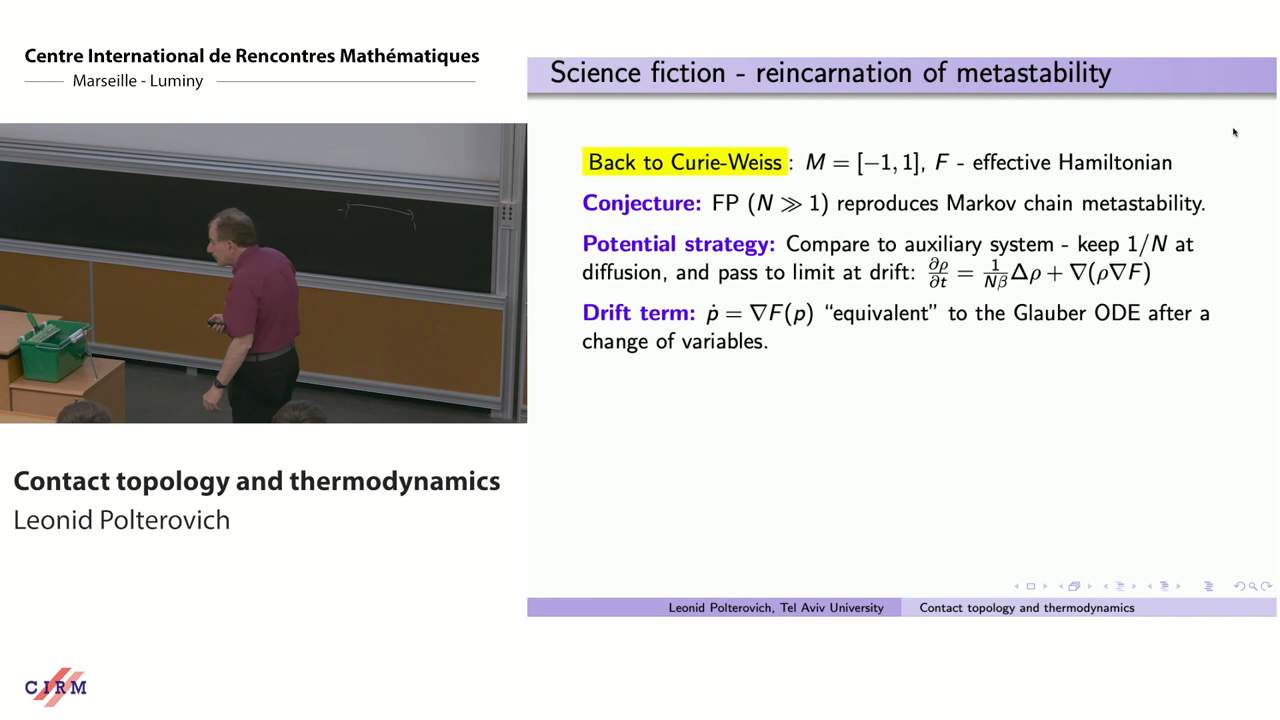 Centre International de Rencontres Mathématiques
Marseille - Luminy
Science fiction - reincarnation of metastability
Back to Curie-Weiss: M = [−1, 1], F - effective Hamiltonian
Conjecture: FP (N ≫ 1) reproduces Markov chain metastability.
Potential strategy: Compare to auxiliary system - keep 1/N at
diffusion, and pass to limit at drift: ∂ρ/∂t = 1/Nβ Δρ + ∇(ρ∇F)
Drift term: ṗ = ∇F(p) “equivalent” to the Glauber ODE after a
change of variables.
Contact topology and thermodynamics
Leonid Polterovich
Leonid Polterovich, Tel Aviv University
Contact topology and thermodynamics
CIRM